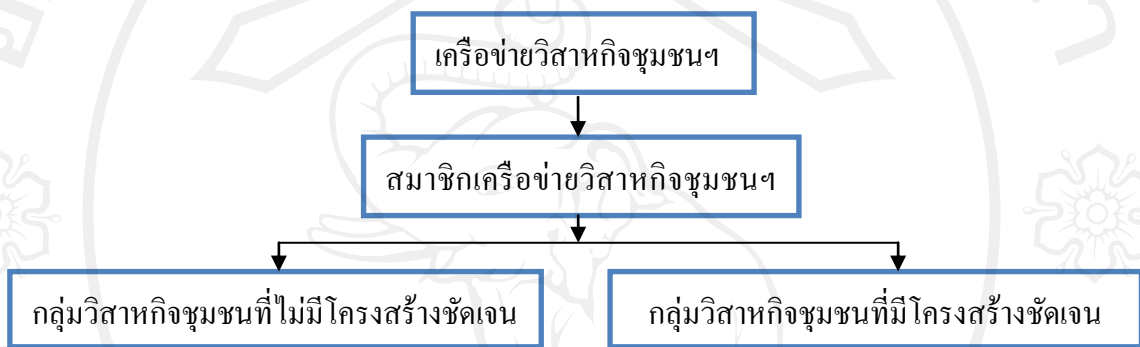 เครือข่ายวิสาหกิจชุมชนฯ
สมาชิกเครือข่ายวิสาหกิจชุมชนฯ
กลุ่มวิสาหกิจชุมชนที่ไม่มีโครงสร้างชัดเจน
กลุ่มวิสาหกิจชุมชนที่มีโครงสร้างชัดเจน